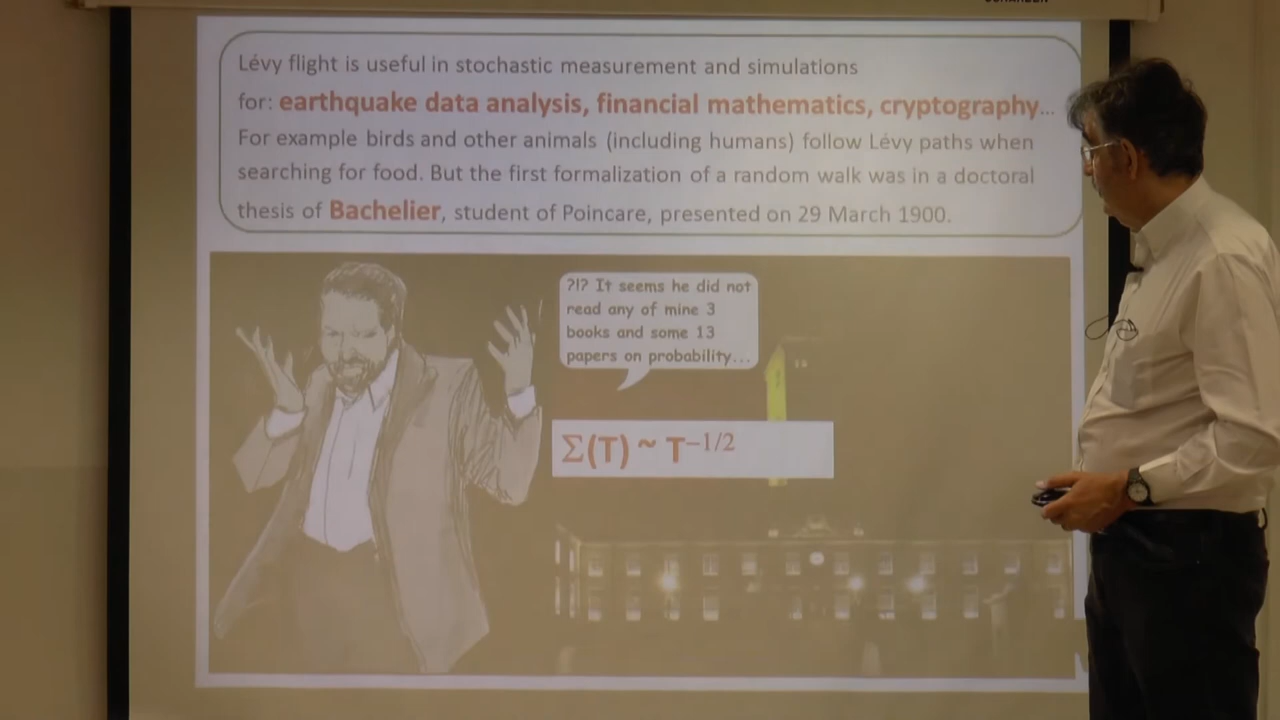 Lévy flight is useful in stochastic measurement and simulations
for: earthquake data analysis, financial mathematics, cryptography...
For example birds and other animals (including humans) follow Lévy paths when
searching for food. But the first formalization of a random walk was in a doctoral
thesis of Bachelier, student of Poincare, presented on 29 March 1900.
?!? It seems he did not
read any of mine 3
books and some 13
papers on probability...
Σ(T) ~ T−1/2